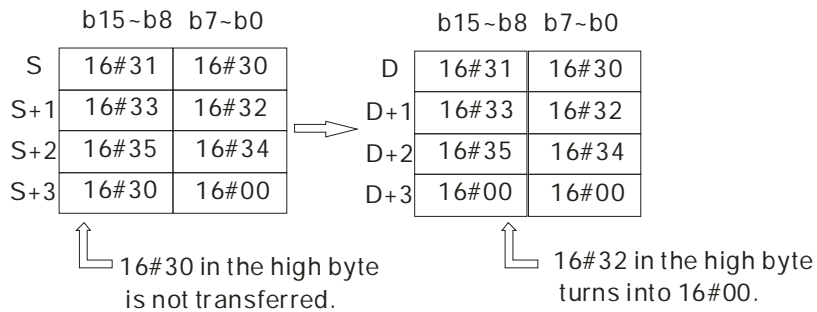 b15~b8 b7~b0 b15~b8 b7~b0
S 16#31 16#30 D 16#31 16#30
S+1 16#33 16#32 D+1 16#33 16#32
S+2 16#35 16#34 D+2 16#35 16#34
S+3 16#30 16#00 D+3 16#00 16#00
16#30 in the high byte
is not transferred.
16#32 in the high byte
turns into 16#00.